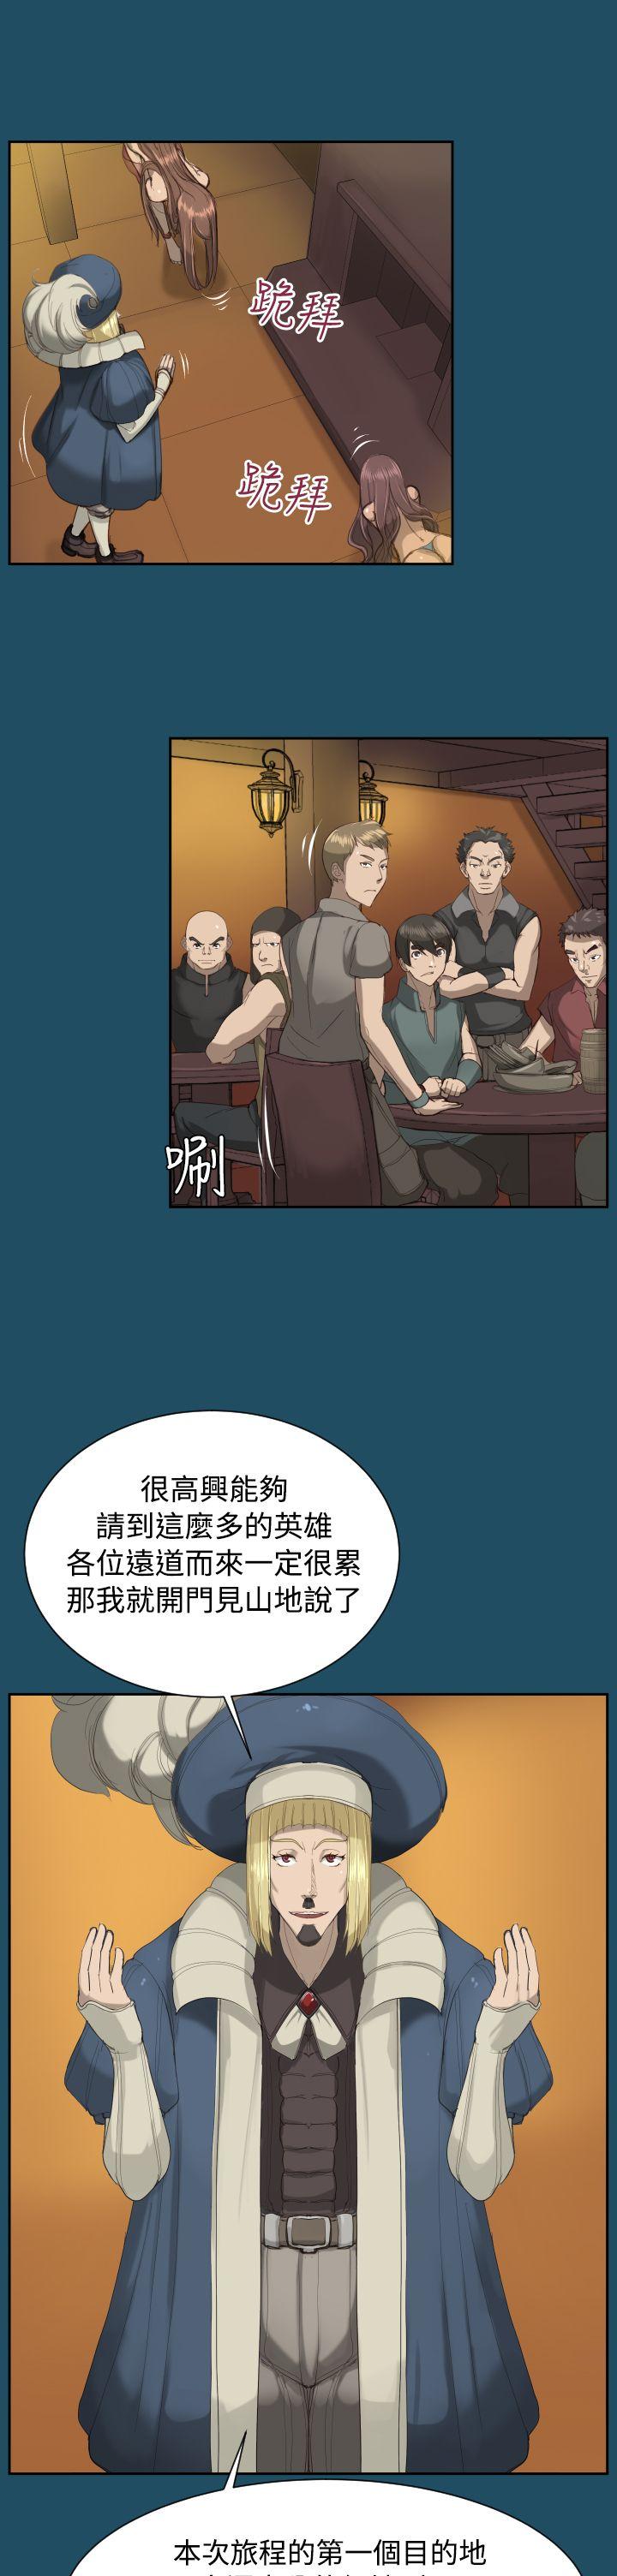 跪拜
跪拜
唰
很高興能夠
請到這麼多的英雄
各位遠道而來一定很累
那我就開門見山地說了
本次旅程的第一個目的地